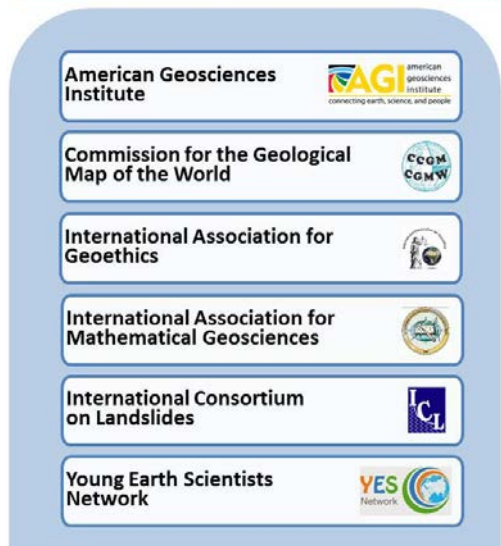 American Geosciences
Institute
AGI
american
geosciences
institute
connecting earth, science, and people
Commission for the Geological
Map of the World
CCGM
CGMW
International Association for
Geoethics
International Association for
Mathematical Geosciences
International Consortium
on Landslides
ICL
Young Earth Scientists
Network
YES
Network